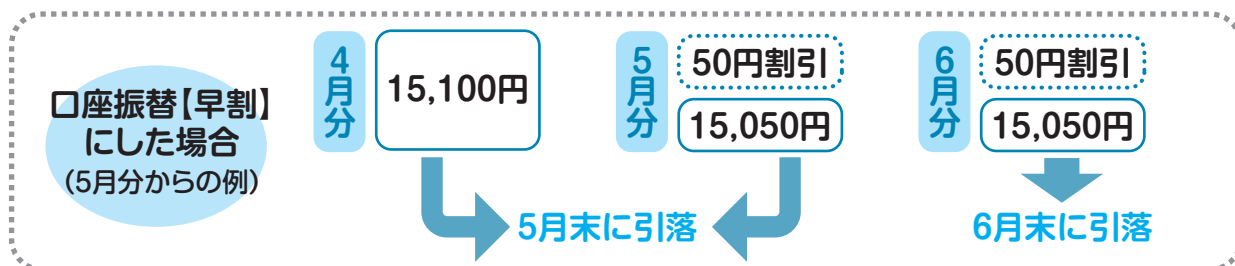 口座振替【早割】
にした場合
（5月分からの例）
4月分
15,100円
5月分
50円割引
15,050円
6月分
50円割引
15,050円
5月末に引落
6月末に引落